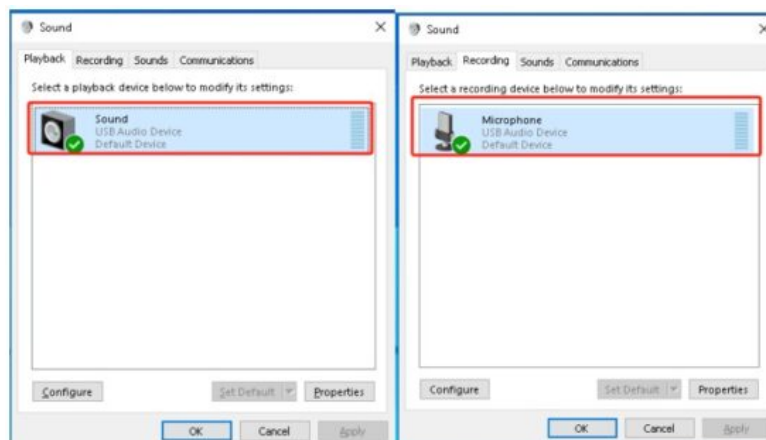 Sound
Playback Recording Sounds Communications
Select a playback device below to modify its settings:
Sound
USB Audio Device
Default Device
Configure Set Default Properties
OK Cancel Apply
Sound
Playback Recording Sounds Communications
Select a recording device below to modify its settings:
Microphone
USB Audio Device
Default Device
Configure Set Default Properties
OK Cancel Apply